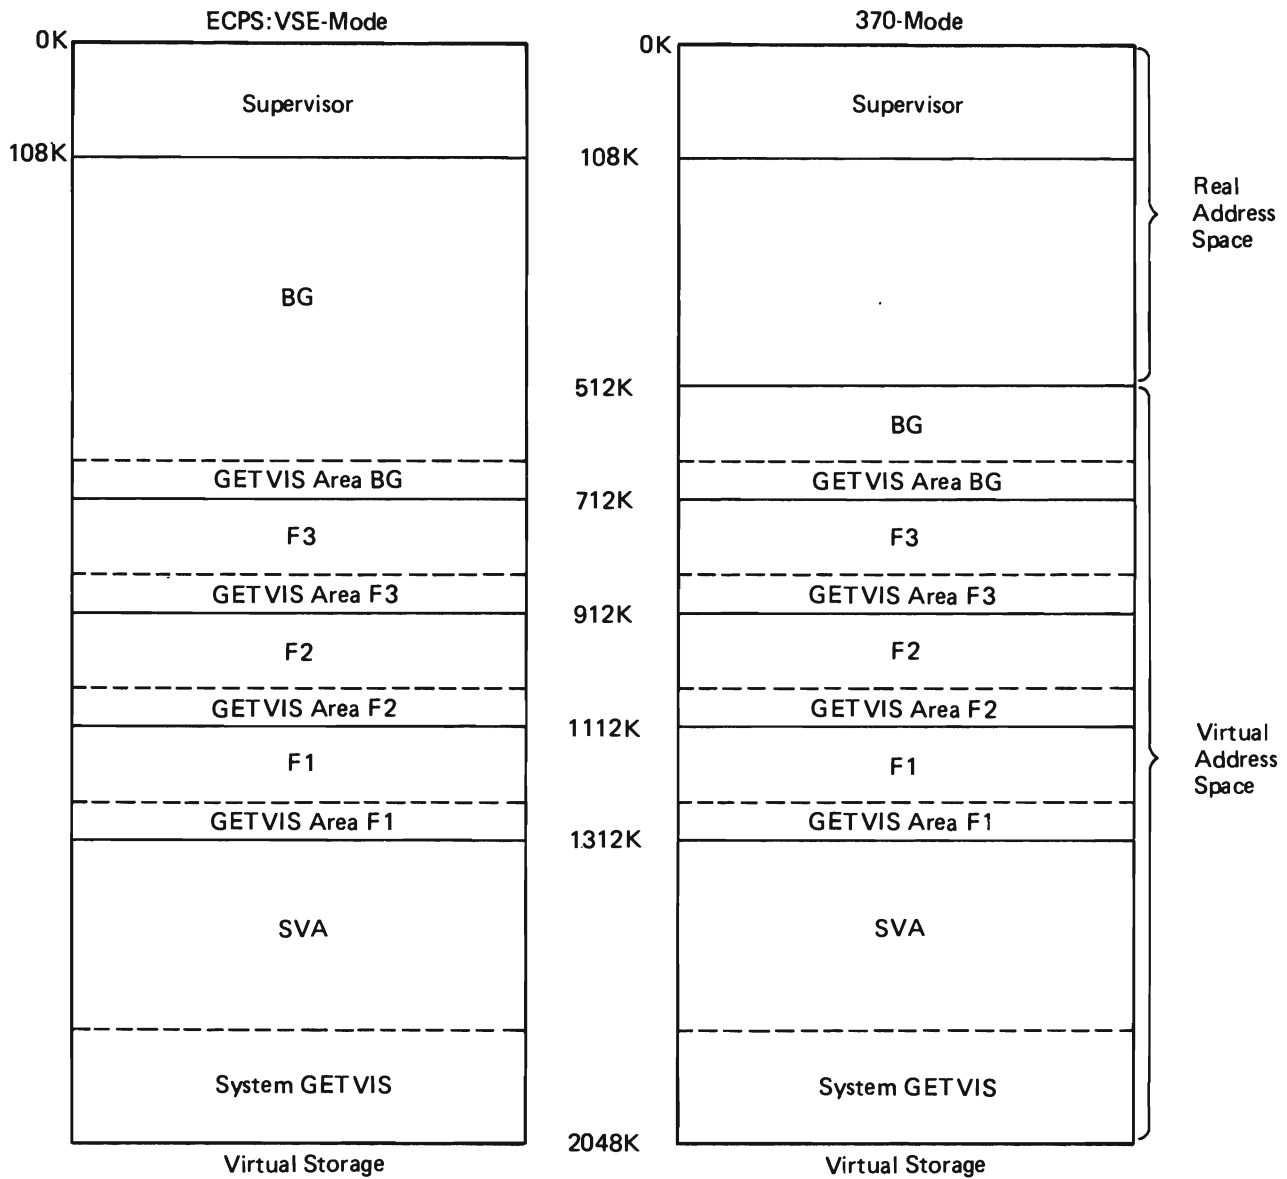 ECPS:VSE-Mode
0K
Supervisor
108K
BG
GETVIS Area BG
F3
GETVIS Area F3
F2
GETVIS Area F2
F1
GETVIS Area F1
SVA
System GETVIS
Virtual Storage
370-Mode
0K
Supervisor
108K
512K
BG
GETVIS Area BG
712K
F3
GETVIS Area F3
912K
F2
GETVIS Area F2
1112K
F1
GETVIS Area F1
1312K
SVA
System GETVIS
2048K
Virtual Storage
Real
Address
Space
Virtual
Address
Space